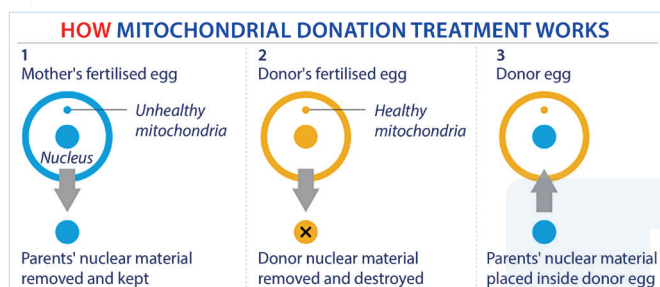 HOW MITOCHONDRIAL DONATION TREATMENT WORKS
1
Mother's fertilised egg
Unhealthy
mitochondria
Nucleus
Parents' nuclear material
removed and kept
2
Donor's fertilised egg
Healthy
mitochondria
Donor nuclear material
removed and destroyed
3
Donor egg
Parents' nuclear material
placed inside donor egg